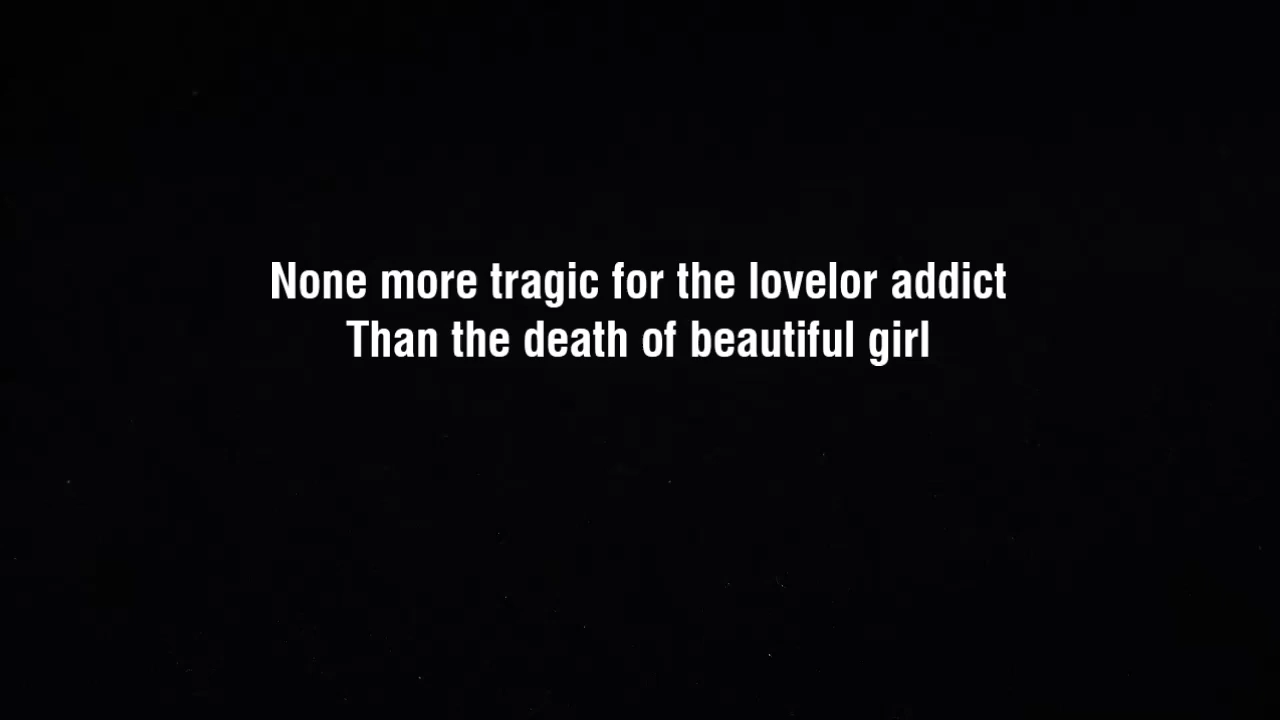 None more tragic for the lovelor addict
Than the death of beautiful girl